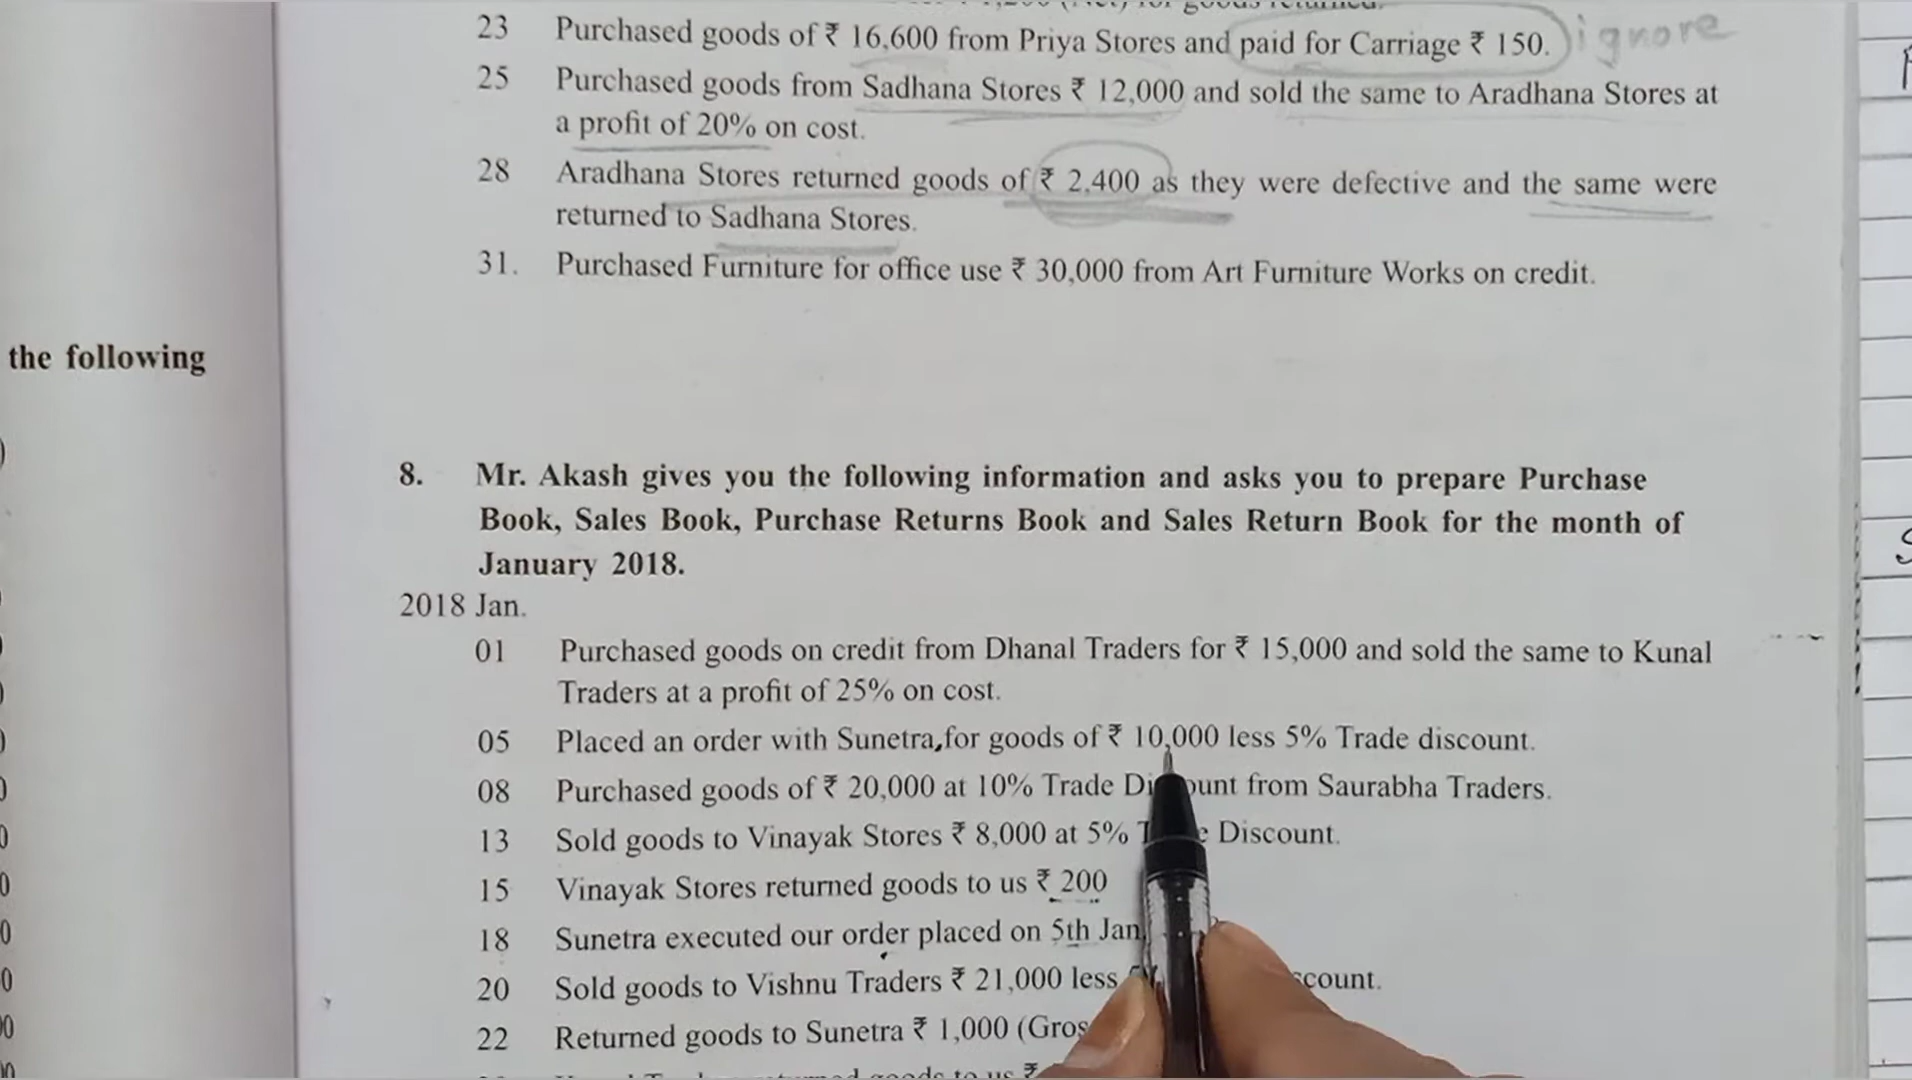 the following
23 Purchased goods of ₹ 16,600 from Priya Stores and paid for Carriage ₹ 150. ignore
25 Purchased goods from Sadhana Stores ₹ 12,000 and sold the same to Aradhana Stores at
a profit of 20% on cost.
28 Aradhana Stores returned goods of ₹ 2,400 as they were defective and the same were
returned to Sadhana Stores.
31. Purchased Furniture for office use ₹ 30,000 from Art Furniture Works on credit.
8. Mr. Akash gives you the following information and asks you to prepare Purchase
Book, Sales Book, Purchase Returns Book and Sales Return Book for the month of
January 2018.
2018 Jan.
01 Purchased goods on credit from Dhanal Traders for ₹ 15,000 and sold the same to Kunal
Traders at a profit of 25% on cost.
05 Placed an order with Sunetra,for goods of ₹ 10,000 less 5% Trade discount.
08 Purchased goods of ₹ 20,000 at 10% Trade from Saurabha Traders.
13 Sold goods to Vinayak Stores ₹ 8,000 at 5% Discount.
15 Vinayak Stores returned goods to us ₹ 200
18 Sunetra executed our order placed on 5th Jan
20 Sold goods to Vishnu Traders ₹ 21,000 less
22 Returned goods to Sunetra ₹ 1,000